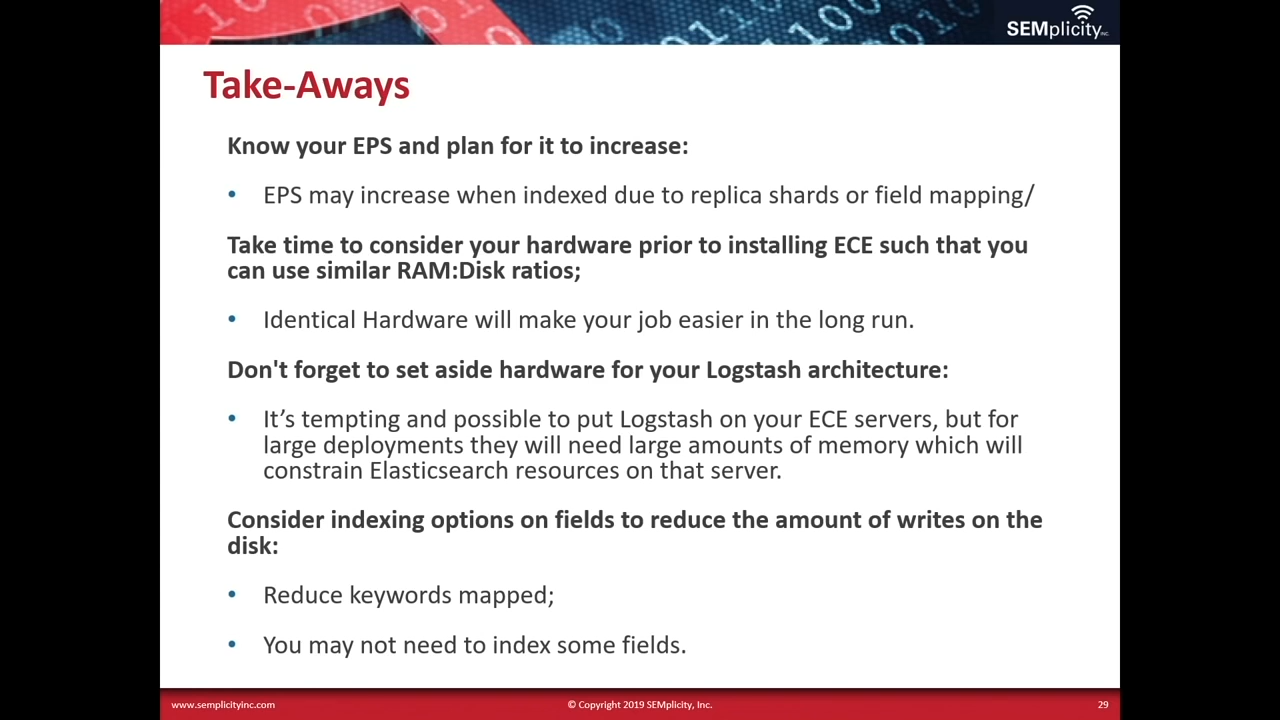 SEMplicity INC.
Take-Aways
Know your EPS and plan for it to increase:
• EPS may increase when indexed due to replica shards or field mapping/
Take time to consider your hardware prior to installing ECE such that you
can use similar RAM:Disk ratios;
• Identical Hardware will make your job easier in the long run.
Don't forget to set aside hardware for your Logstash architecture:
• It’s tempting and possible to put Logstash on your ECE servers, but for
large deployments they will need large amounts of memory which will
constrain Elasticsearch resources on that server.
Consider indexing options on fields to reduce the amount of writes on the
disk:
• Reduce keywords mapped;
• You may not need to index some fields.
www.semplicityinc.com © Copyright 2019 SEMplicity, Inc. 29